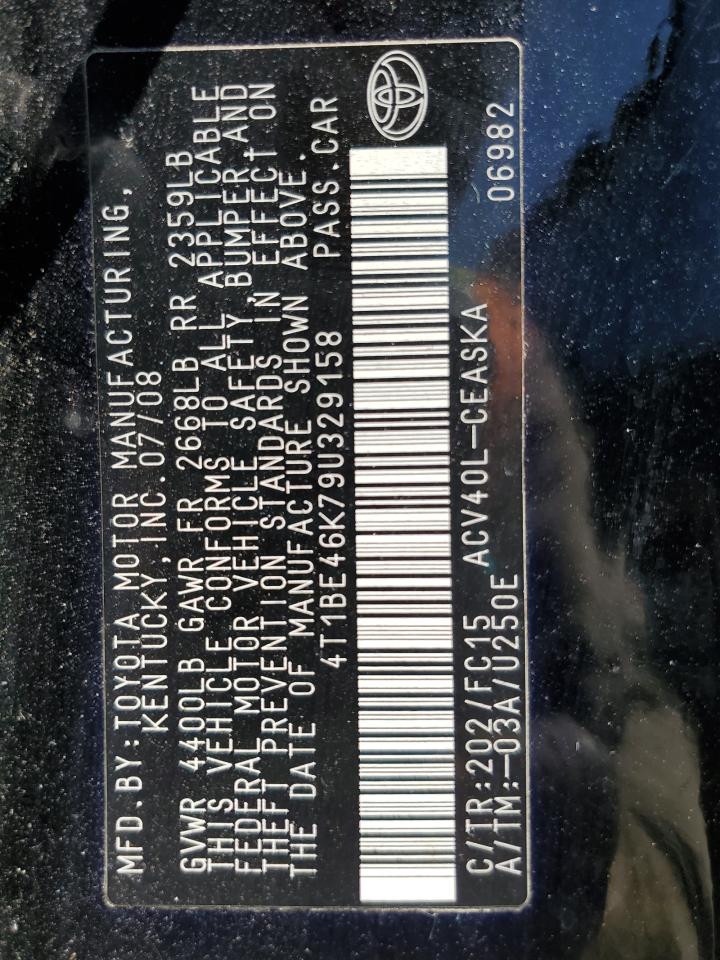 MFD.BY:TOYOTA MOTOR MANUFACTURING,
KENTUCKY,INC.07/08
GVWR 4400LB GAWR FR 2668LB RR 2359LB
THIS VEHICLE CONFORMS TO ALL APPLICABLE
FEDERAL MOTOR VEHICLE SAFETY,BUMPER AND
THEFT PREVENTION STANDARDS IN EFFECT ON
THE DATE OF MANUFACTURE SHOWN ABOVE.
4T1BE46K79U329158 PASS.CAR
C/TR:202/FC15 ACV40L-CEASKA
A/TM:-03A/U250E 06982